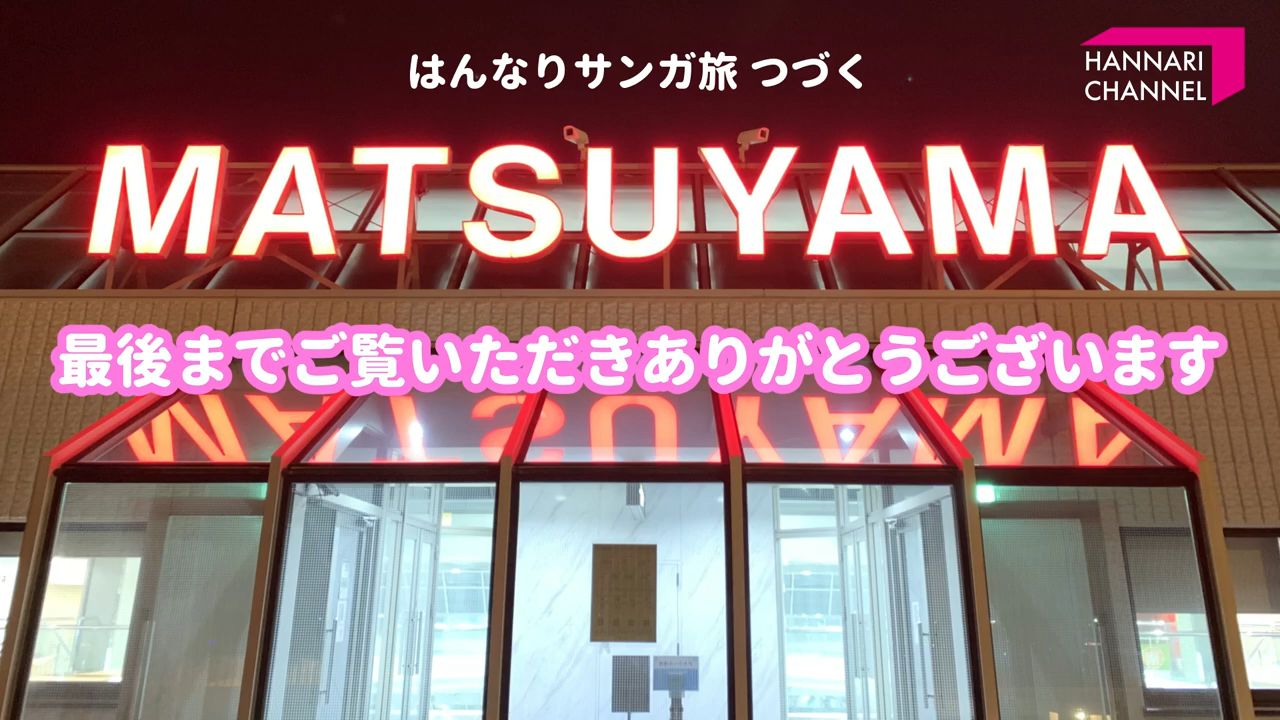 はんなりサンガ旅 つづく
HANNARI
CHANNEL
MATSUYAMA
最後までご覧いただきありがとうございます
MATSUYAMA